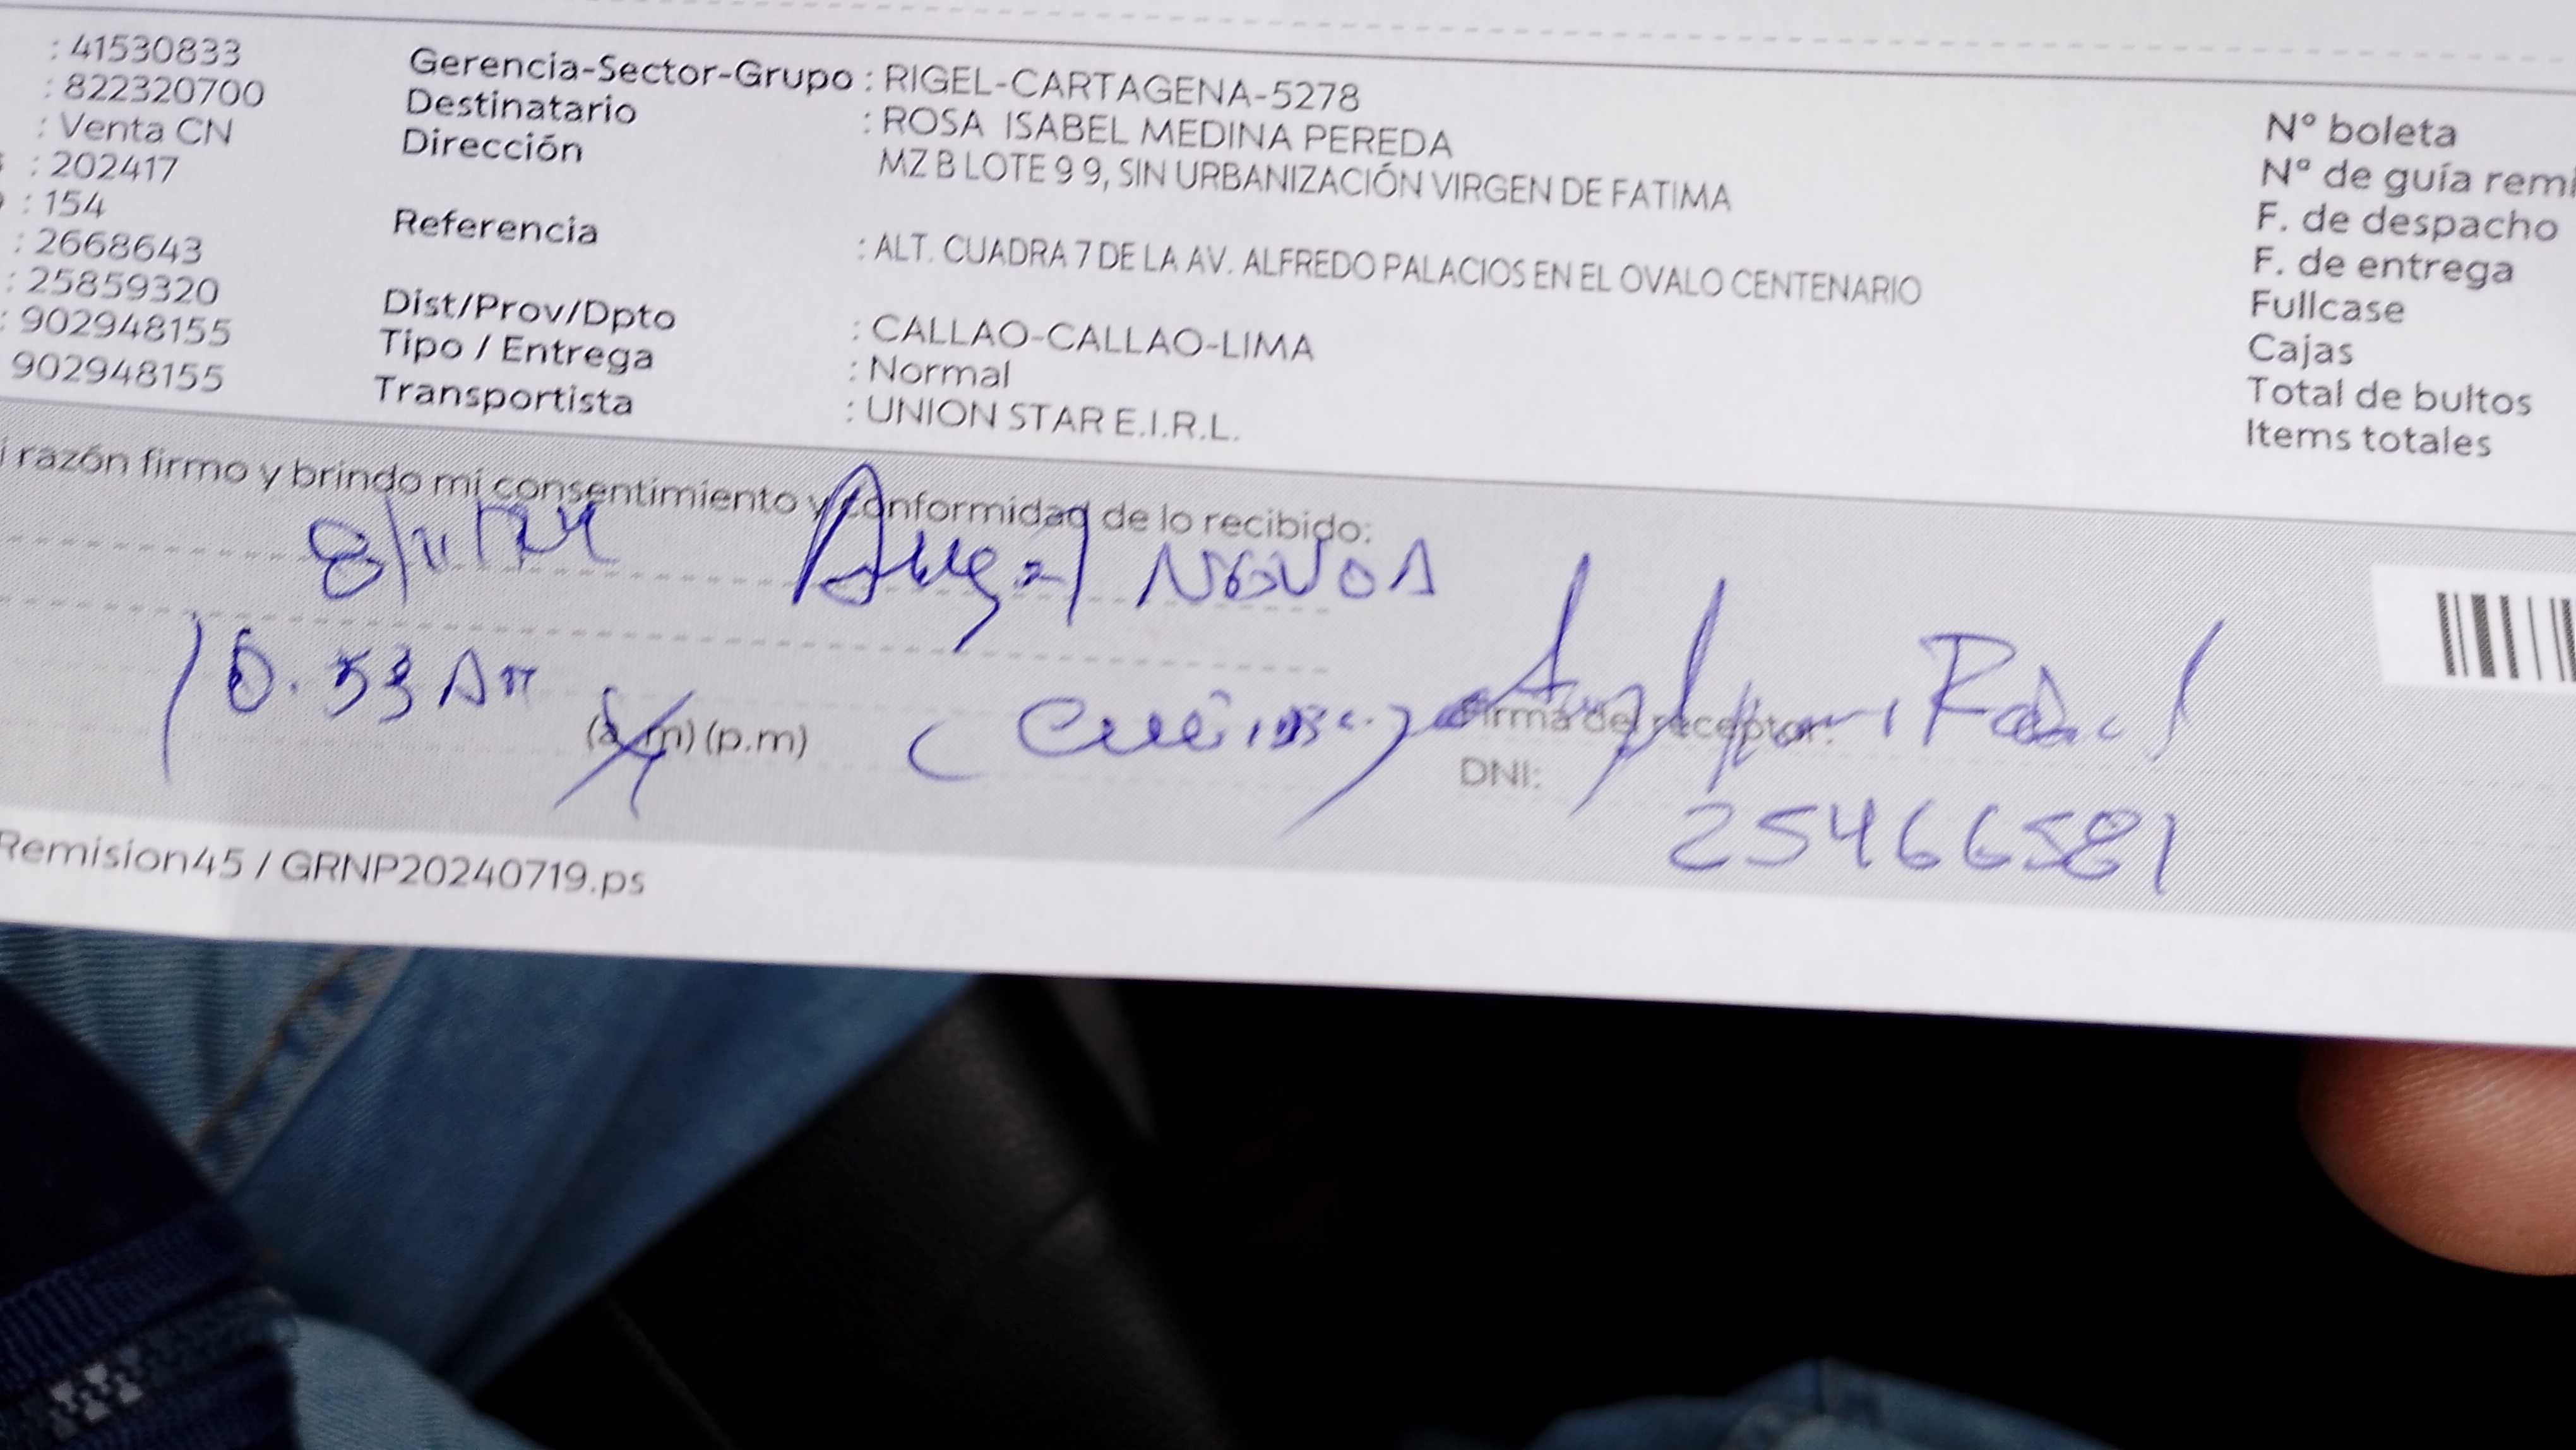 : 41530833
: 822320700
: Venta CN
: 202417
: 154
: 2668643
: 25859320
: 902948155
902948155
Gerencia-Sector-Grupo : RIGEL-CARTAGENA-5278
Destinatario : ROSA ISABEL MEDINA PEREDA
Dirección MZ B LOTE 9 9, SIN URBANIZACIÓN VIRGEN DE FATIMA
Referencia : ALT. CUADRA 7 DE LA AV. ALFREDO PALACIOS EN EL OVALO CENTENARIO
Dist/Prov/Dpto : CALLAO-CALLAO-LIMA
Tipo / Entrega : Normal
Transportista : UNION STAR E.I.R.L.
N° boleta
N° de guía remi
F. de despacho
F. de entrega
Fullcase
Cajas
Total de bultos
Items totales
i razón firmo y brindo mi consentimiento y conformidad de lo recibido:
8/11/24 Angel NOVOA
10.53 AM
(a.m) (p.m)
Firma del receptor:
DNI:
25466581
Remision45 / GRNP20240719.ps